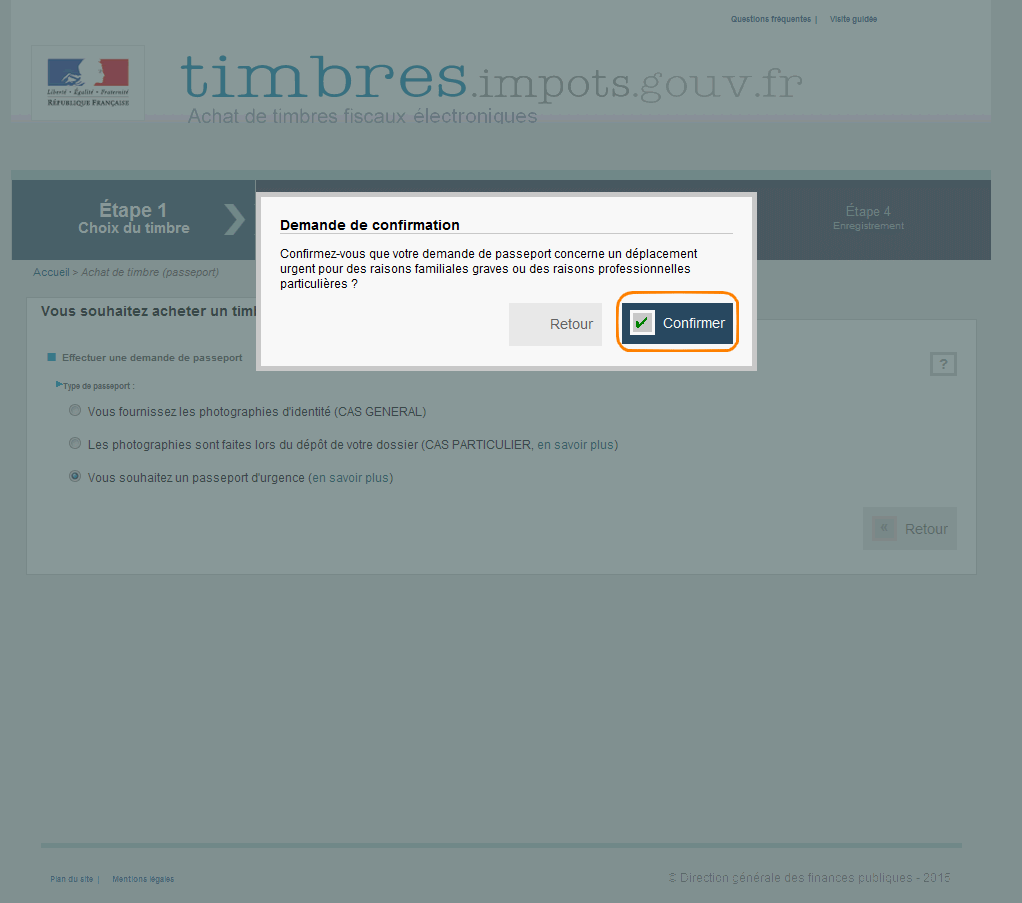 Questions fréquentes | Visite guidée
timbres.impots.gouv.fr
Liberté • Égalité • Fraternité
RÉPUBLIQUE FRANÇAISE
Achat de timbres fiscaux électroniques
Étape 1
Choix du timbre
Étape 4
Enregistrement
Demande de confirmation
Confirmez-vous que votre demande de passeport concerne un déplacement
urgent pour des raisons familiales graves ou des raisons professionnelles
particulières ?
Retour
Confirmer
Accueil > Achat de timbre (passeport)
Vous souhaitez acheter un
Effectuer une demande de passeport
?
Type de passeport :
Vous fournissez les photographies d'identité (CAS GENERAL)
Les photographies sont faites lors du dépôt de votre dossier (CAS PARTICULIER, en savoir plus)
Vous souhaitez un passeport d'urgence (en savoir plus)
Retour
Plan du site | Mentions légales
© Direction générale des finances publiques - 2015